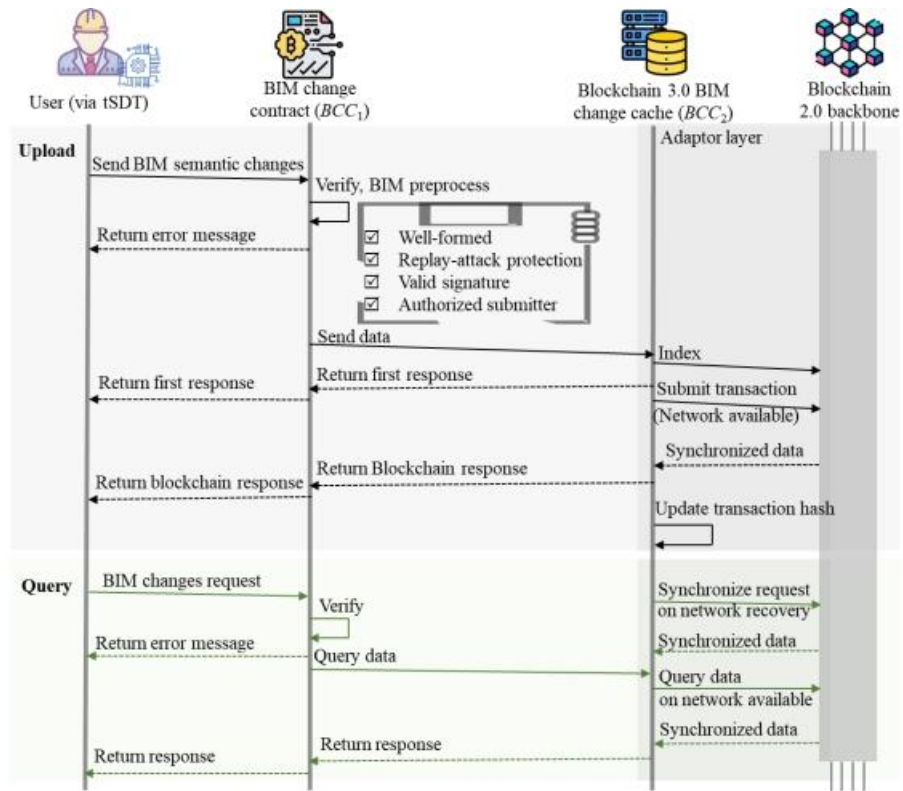 User (via tSDT)
BIM change
contract (BCC₁)
Blockchain 3.0 BIM
change cache (BCC₂)
Blockchain
2.0 backbone
Adaptor layer
Upload
Send BIM semantic changes
Verify, BIM preprocess
Return error message
☑ Well-formed
☑ Replay-attack protection
☑ Valid signature
☑ Authorized submitter
Send data
Index
Return first response
Return first response
Submit transaction
(Network available)
Synchronized data
Return Blockchain response
Return blockchain response
Update transaction hash
Query
BIM changes request
Verify
Synchronize request
on network recovery
Return error message
Synchronized data
Query data
Query data
on network available
Synchronized data
Return response
Return response